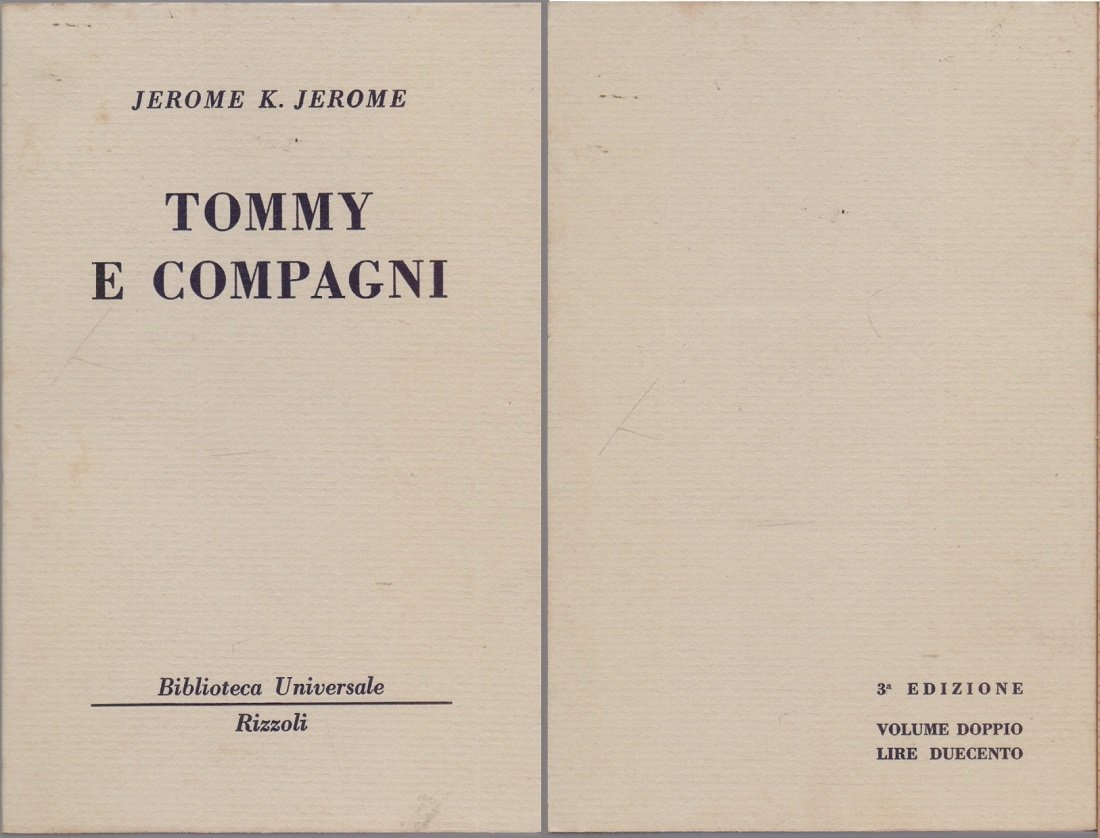 JEROME K. JEROME
TOMMY
E COMPAGNI
Biblioteca Universale
Rizzoli
3ª EDIZIONE
VOLUME DOPPIO
LIRE DUECENTO